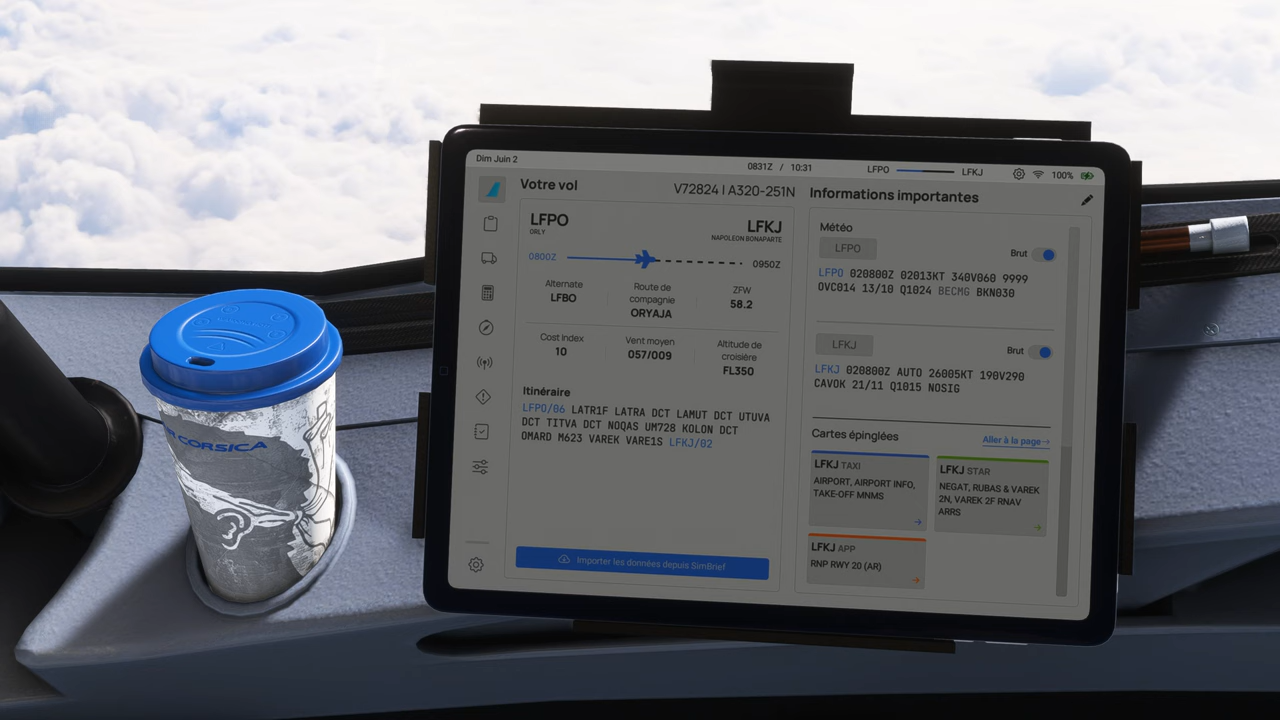 Dim Juin 2
0831Z / 10:31
LFPO LFKJ
100%
Votre vol
V72824 | A320-251N
LFPO
ORLY
LFKJ
NAPOLEON BONAPARTE
0800Z
0950Z
Alternate
LFBO
Route de
compagnie
ORYAJA
ZFW
58.2
Cost Index
10
Vent moyen
057/009
Altitude de
croisière
FL350
Itinéraire
LFPO/06 LATR1F LATRA DCT LAMUT DCT UTUVA
DCT TITVA DCT NOQAS UM728 KOLON DCT
OMARD M623 VAREK VARE1S LFKJ/02
Importer les données depuis SimBrief
Informations importantes
Météo
LFPO
Brut
LFPO 020800Z 02013KT 340V060 9999
OVC014 13/10 Q1024 BECMG BKN030
LFKJ
Brut
LFKJ 020800Z AUTO 26005KT 190V290
CAVOK 21/11 Q1015 NOSIG
Cartes épinglées
Aller à la page→
LFKJ TAXI
AIRPORT, AIRPORT INFO,
TAKE-OFF MNMS
LFKJ STAR
NEGAT, RUBAS & VAREK
2N, VAREK 2F RNAV
ARRS
LFKJ APP
RNP RWY 20 (AR)
CORSICA